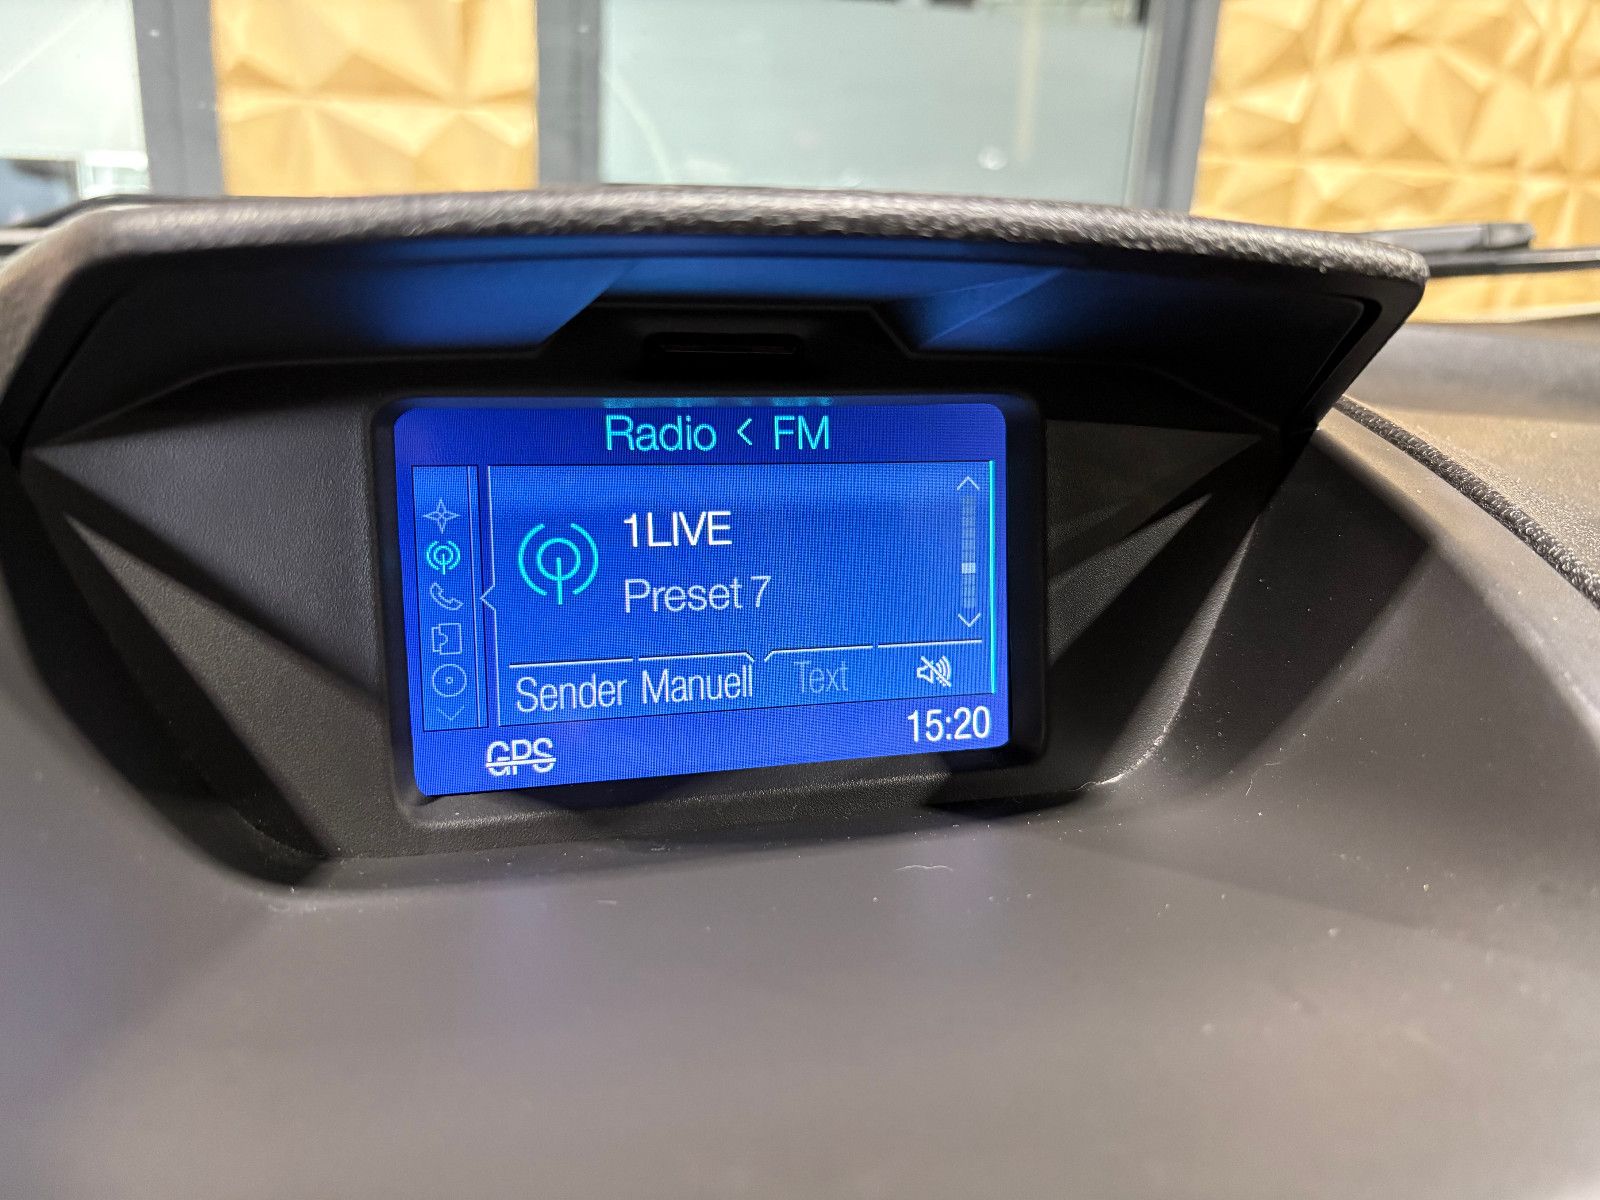 Radio < FM
1LIVE
Preset 7
Sender Manuell Text
15:20
GPS